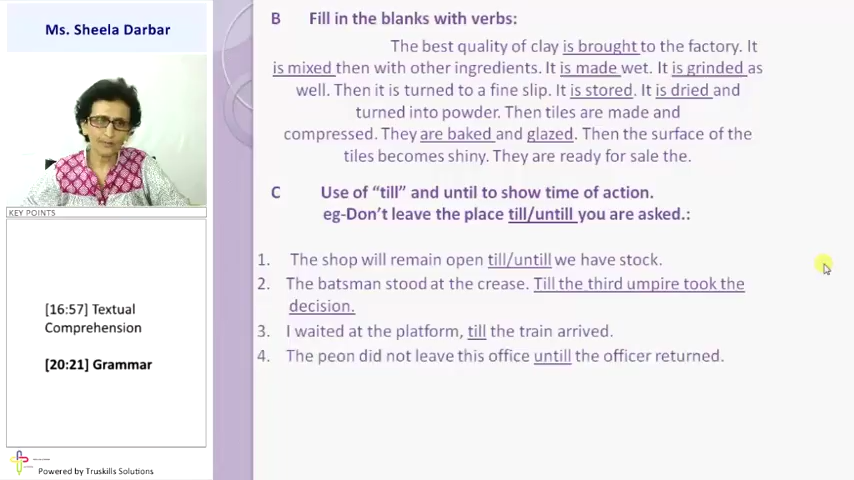 Ms. Sheela Darbar
KEY POINTS
[16:57] Textual
Comprehension
[20:21] Grammar
Powered by Truskills Solutions
B Fill in the blanks with verbs:
The best quality of clay is brought to the factory. It
is mixed then with other ingredients. It is made wet. It is grinded as
well. Then it is turned to a fine slip. It is stored. It is dried and
turned into powder. Then tiles are made and
compressed. They are baked and glazed. Then the surface of the
tiles becomes shiny. They are ready for sale the.
C Use of “till” and until to show time of action.
eg-Don’t leave the place till/untill you are asked.:
1. The shop will remain open till/untill we have stock.
2. The batsman stood at the crease. Till the third umpire took the
decision.
3. I waited at the platform, till the train arrived.
4. The peon did not leave this office untill the officer returned.